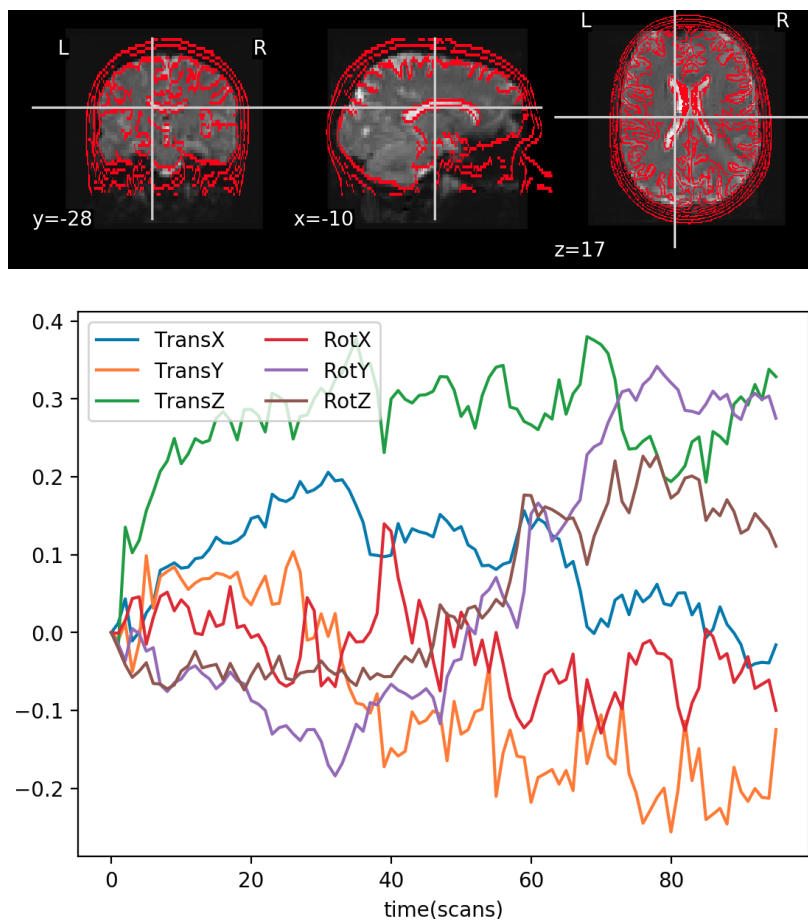 L R L R
y=-28 x=-10 z=17
0.4
TransX RotX
TransY RotY
TransZ RotZ
0.3
0.2
0.1
0.0
−0.1
−0.2
0 20 40 60 80
time(scans)